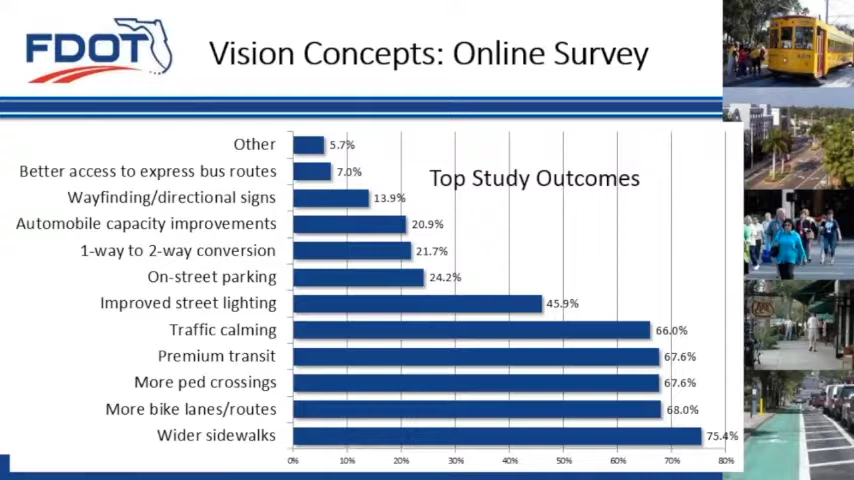 FDOT
Vision Concepts: Online Survey
Top Study Outcomes
Other 5.7%
Better access to express bus routes 7.0%
Wayfinding/directional signs 13.9%
Automobile capacity improvements 20.9%
1-way to 2-way conversion 21.7%
On-street parking 24.2%
Improved street lighting 45.9%
Traffic calming 66.0%
Premium transit 67.6%
More ped crossings 67.6%
More bike lanes/routes 68.0%
Wider sidewalks 75.4%
0% 10% 20% 30% 40% 50% 60% 70% 80%